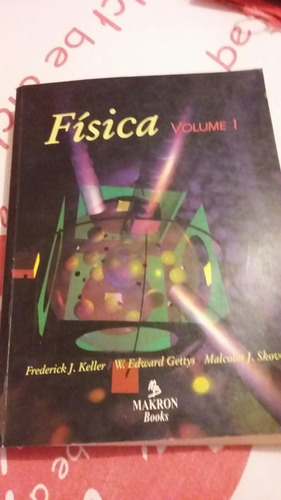 Física VOLUME 1
Frederick J. Keller / W. Edward Gettys / Malcolm J. Skove
MAKRON
Books